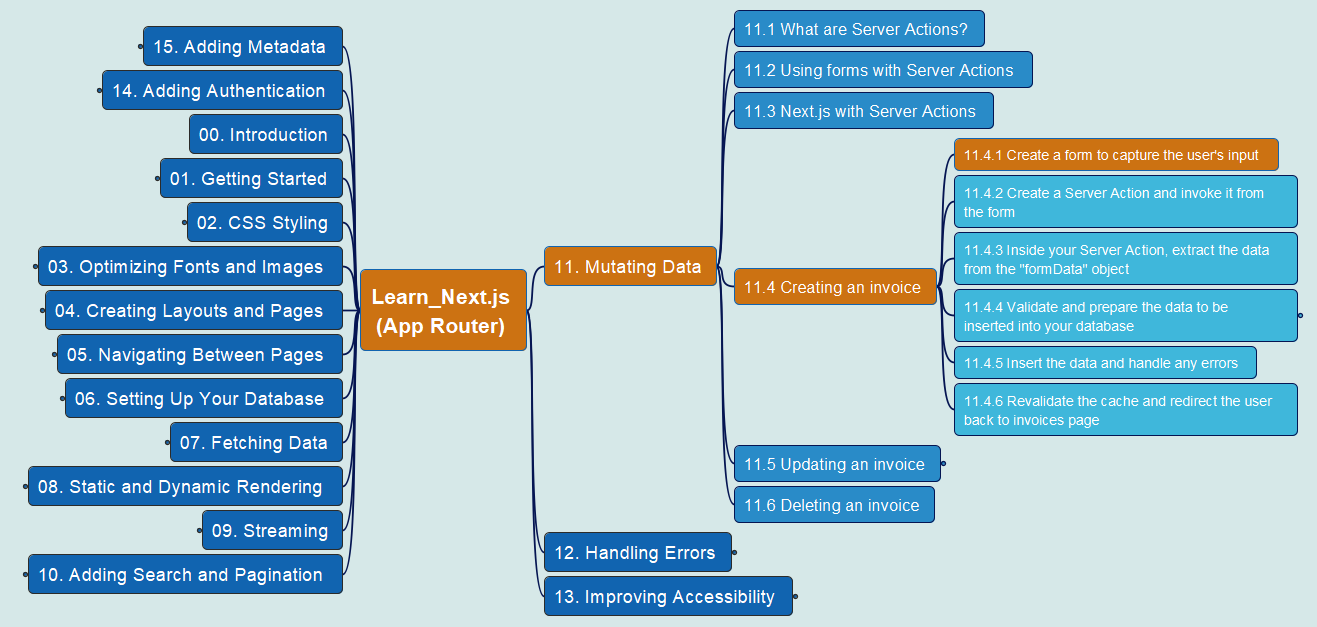 15. Adding Metadata
14. Adding Authentication
00. Introduction
01. Getting Started
02. CSS Styling
03. Optimizing Fonts and Images
04. Creating Layouts and Pages
05. Navigating Between Pages
06. Setting Up Your Database
07. Fetching Data
08. Static and Dynamic Rendering
09. Streaming
10. Adding Search and Pagination
Learn_Next.js
(App Router)
11. Mutating Data
11.1 What are Server Actions?
11.2 Using forms with Server Actions
11.3 Next.js with Server Actions
11.4 Creating an invoice
11.4.1 Create a form to capture the user's input
11.4.2 Create a Server Action and invoke it from
the form
11.4.3 Inside your Server Action, extract the data
from the "formData" object
11.4.4 Validate and prepare the data to be
inserted into your database
11.4.5 Insert the data and handle any errors
11.4.6 Revalidate the cache and redirect the user
back to invoices page
11.5 Updating an invoice
11.6 Deleting an invoice
12. Handling Errors
13. Improving Accessibility